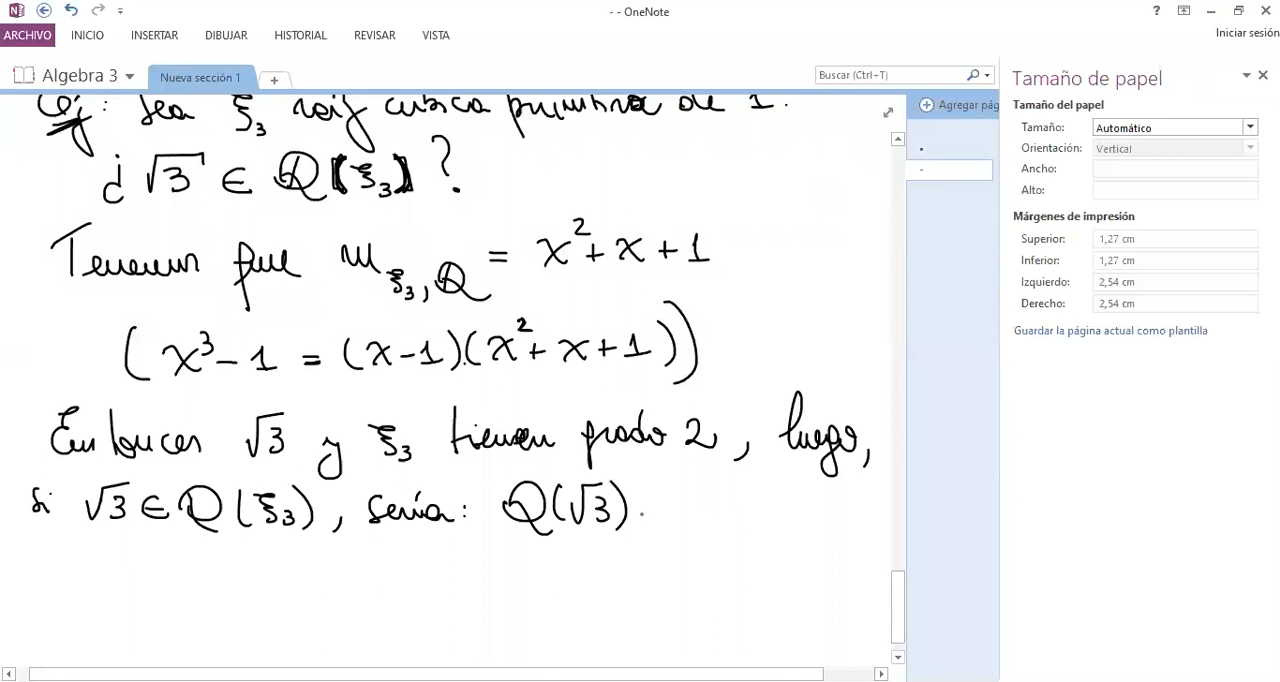 - - OneNote
?
ARCHIVO INICIO INSERTAR DIBUJAR HISTORIAL REVISAR VISTA
Iniciar sesión
Algebra 3
Nueva sección 1
+
Buscar (Ctrl+T)
Agregar pág
-
Ej: Sea ξ₃ raiz cubica primitiva de 1.
¿ √3 ∈ ℚ(ξ₃) ?
Tenemos que m_{ξ₃,ℚ} = x² + x + 1
(x³ - 1 = (x-1).(x² + x + 1))
Entonces √3 y ξ₃ tienen grado 2, luego,
si √3 ∈ ℚ(ξ₃), sería: ℚ(√3)
Tamaño de papel
Tamaño del papel
Tamaño: Automático
Orientación: Vertical
Ancho:
Alto:
Márgenes de impresión
Superior: 1,27 cm
Inferior: 1,27 cm
Izquierdo: 2,54 cm
Derecho: 2,54 cm
Guardar la página actual como plantilla